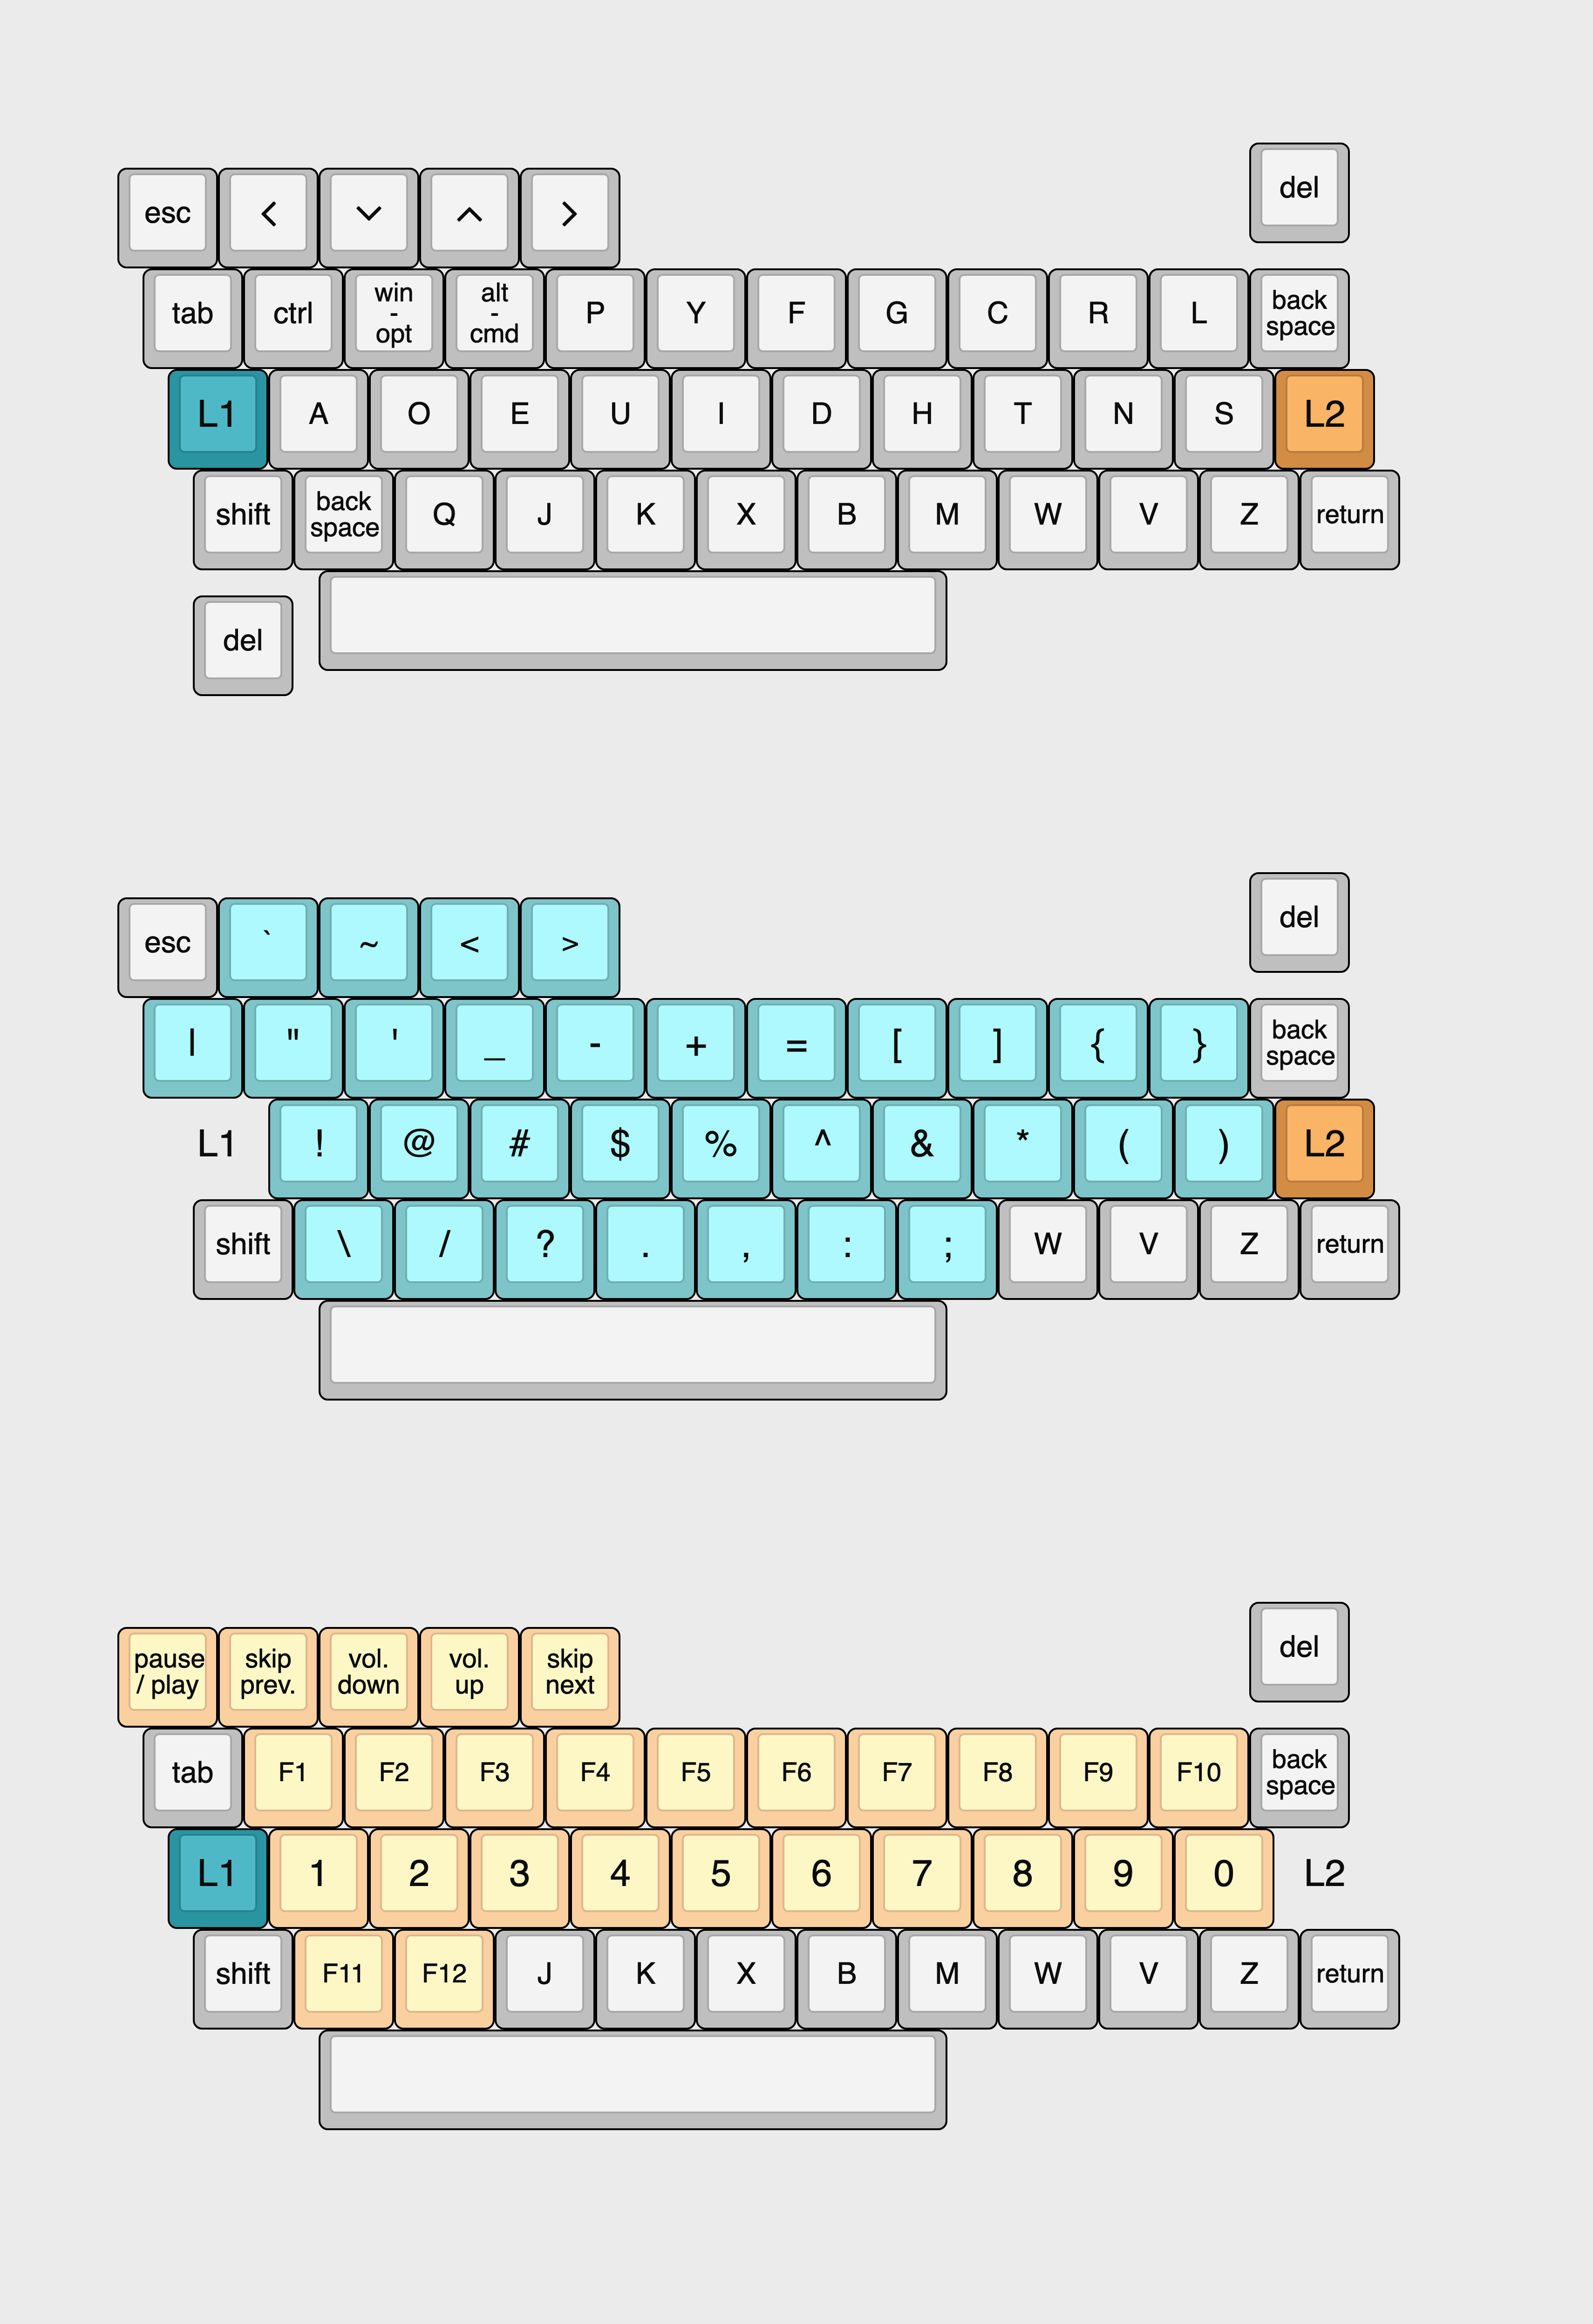 del
esc < ⌄ ^ >
tab ctrl win - opt alt - cmd P Y F G C R L back space
L1 A O E U I D H T N S L2
shift back space Q J K X B M W V Z return
del
del
esc ` ~ < >
| " ' _ - + = [ ] { } back space
L1 ! @ # $ % ^ & * ( ) L2
shift \ / ? . , : ; W V Z return
del
pause / play skip prev. vol. down vol. up skip next
tab F1 F2 F3 F4 F5 F6 F7 F8 F9 F10 back space
L1 1 2 3 4 5 6 7 8 9 0 L2
shift F11 F12 J K X B M W V Z return